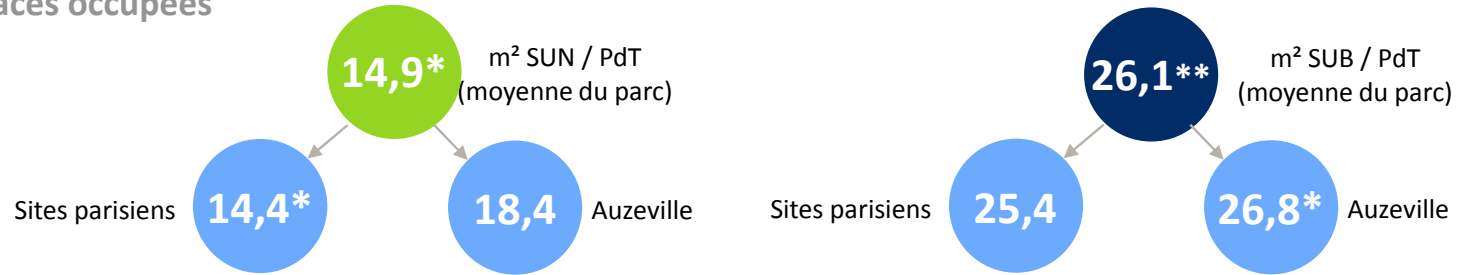 occupées
14,9*
m² SUN / PdT
(moyenne du parc)
Sites parisiens
14,4*
18,4
Auzeville
26,1**
m² SUB / PdT
(moyenne du parc)
Sites parisiens
25,4
26,8*
Auzeville